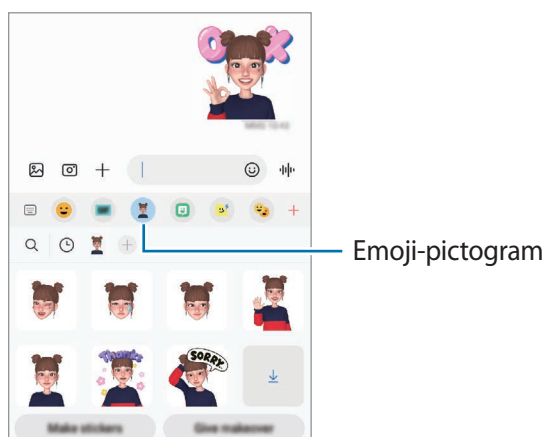 OK
Emoji-pictogram
Thanks
SORRY
Make stickers
Give makeover